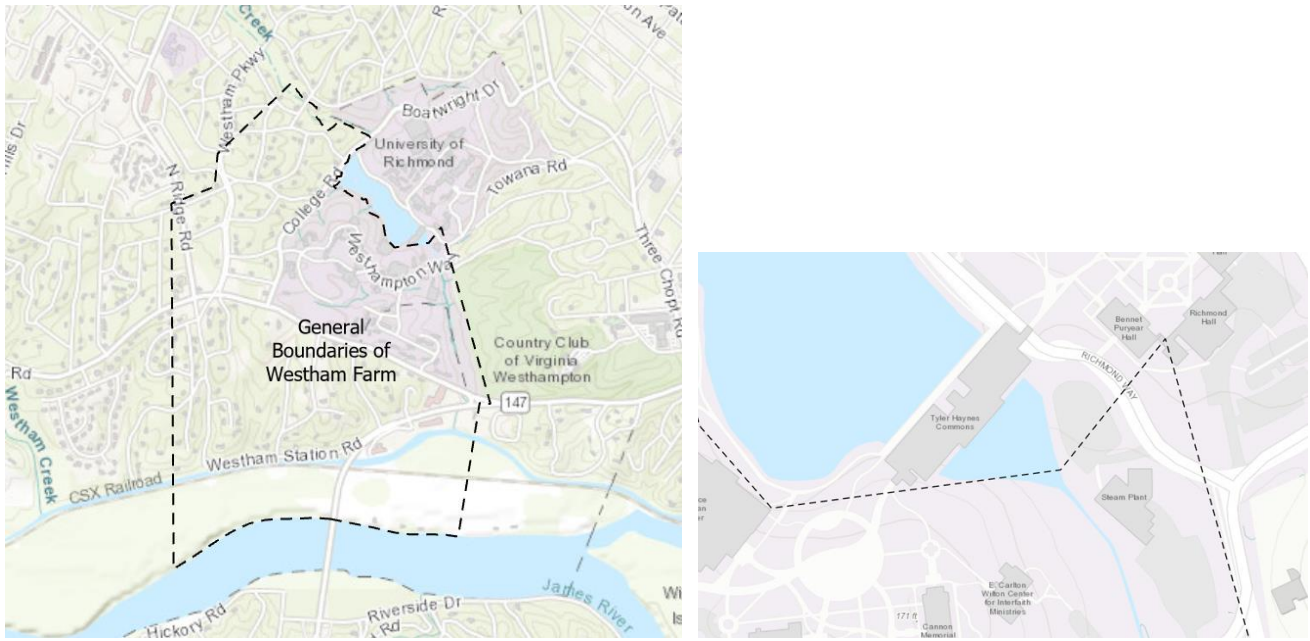 Creek
Westham Pkwy
Boatwright Dr
University of
Richmond
N Ridge Rd
College Rd
Towana Rd
Westhampton Way
Three Chopt Rd
General
Boundaries of
Westham Farm
Country Club
of Virginia
Westhampton
Rd
147
Westham Creek
Westham Station Rd
CSX Railroad
James River
Hickory Rd
Riverside Dr
Rd
Bennet
Puryear
Hall
Richmond
Hall
RICHMOND WAY
Tyler Haynes
Commons
Steam Plant
E. Carlton
Wilton Center
for Interfaith
Ministries
171 ft
Cannon
Memorial